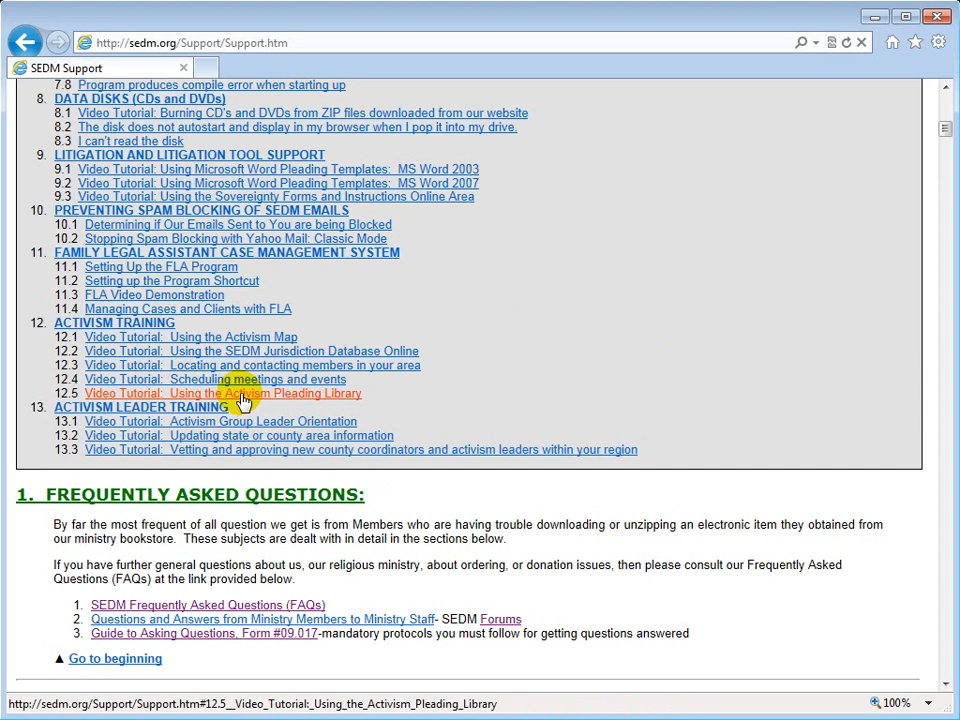 http://sedm.org/Support/Support.htm
SEDM Support
7.8 Program produces compile error when starting up
8. DATA DISKS (CDs and DVDs)
8.1 Video Tutorial: Burning CD's and DVDs from ZIP files downloaded from our website
8.2 The disk does not autostart and display in my browser when I pop it into my drive.
8.3 I can't read the disk
9. LITIGATION AND LITIGATION TOOL SUPPORT
9.1 Video Tutorial: Using Microsoft Word Pleading Templates: MS Word 2003
9.2 Video Tutorial: Using Microsoft Word Pleading Templates: MS Word 2007
9.3 Video Tutorial: Using the Sovereignty Forms and Instructions Online Area
10. PREVENTING SPAM BLOCKING OF SEDM EMAILS
10.1 Determining if Our Emails Sent to You are being Blocked
10.2 Stopping Spam Blocking with Yahoo Mail: Classic Mode
11. FAMILY LEGAL ASSISTANT CASE MANAGEMENT SYSTEM
11.1 Setting Up the FLA Program
11.2 Setting up the Program Shortcut
11.3 FLA Video Demonstration
11.4 Managing Cases and Clients with FLA
12. ACTIVISM TRAINING
12.1 Video Tutorial: Using the Activism Map
12.2 Video Tutorial: Using the SEDM Jurisdiction Database Online
12.3 Video Tutorial: Locating and contacting members in your area
12.4 Video Tutorial: Scheduling meetings and events
12.5 Video Tutorial: Using the Activism Pleading Library
13. ACTIVISM LEADER TRAINING
13.1 Video Tutorial: Activism Group Leader Orientation
13.2 Video Tutorial: Updating state or county area information
13.3 Video Tutorial: Vetting and approving new county coordinators and activism leaders within your region
1. FREQUENTLY ASKED QUESTIONS:
By far the most frequent of all question we get is from Members who are having trouble downloading or unzipping an electronic item they obtained from
our ministry bookstore. These subjects are dealt with in detail in the sections below.
If you have further general questions about us, our religious ministry, about ordering, or donation issues, then please consult our Frequently Asked
Questions (FAQs) at the link provided below.
1. SEDM Frequently Asked Questions (FAQs)
2. Questions and Answers from Ministry Members to Ministry Staff- SEDM Forums
3. Guide to Asking Questions, Form #09.017-mandatory protocols you must follow for getting questions answered
▲ Go to beginning
http://sedm.org/Support/Support.htm#12.5__Video_Tutorial:_Using_the_Activism_Pleading_Library
100%